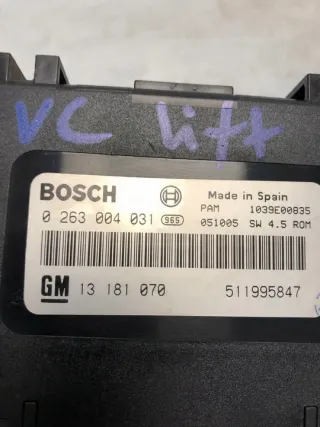 VC lift
BOSCH Made in Spain
PAM 1039E00835
0 263 004 031 965 051005 SW 4.5 ROM
GM 13 181 070 511995847